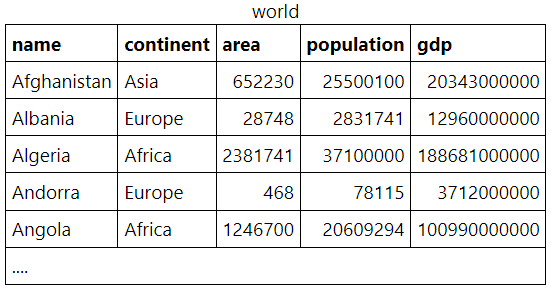 world
name continent area population gdp
Afghanistan Asia 652230 25500100 20343000000
Albania Europe 28748 2831741 12960000000
Algeria Africa 2381741 37100000 188681000000
Andorra Europe 468 78115 3712000000
Angola Africa 1246700 20609294 100990000000
....